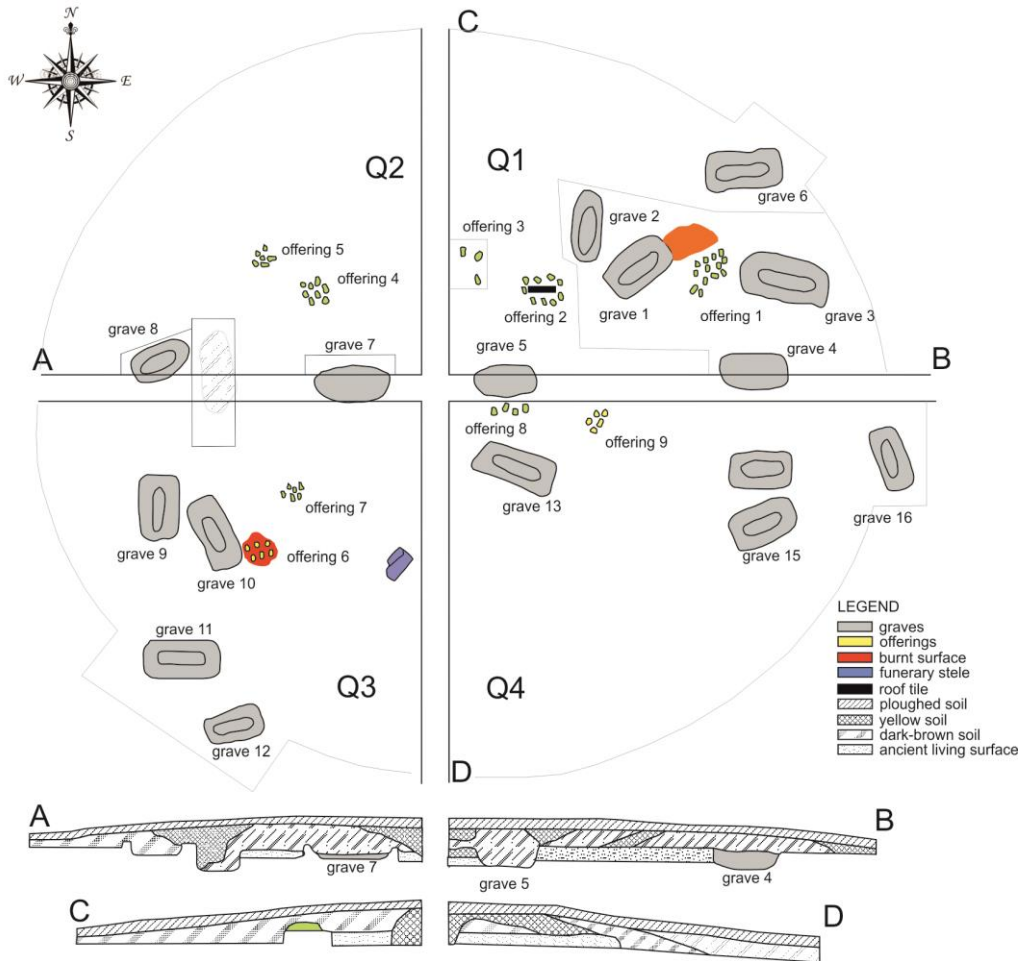 N
W E
S
C
Q2
Q1
grave 6
grave 2
offering 3
offering 5
offering 4
offering 2
grave 1
offering 1
grave 3
grave 8
grave 7
grave 5
grave 4
A
B
offering 8
offering 9
offering 7
grave 13
grave 9
offering 6
grave 16
grave 10
grave 15
grave 11
Q3
Q4
grave 12
D
LEGEND
graves
offerings
burnt surface
funerary stele
roof tile
ploughed soil
yellow soil
dark-brown soil
ancient living surface
A
B
grave 7
grave 5
grave 4
C
D